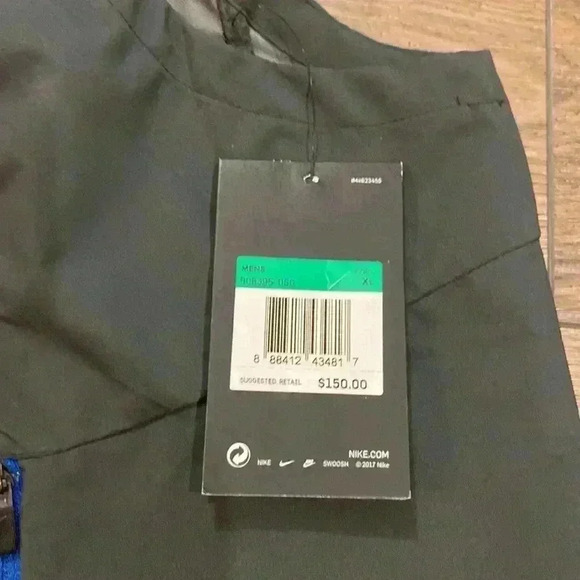 MENS
XL
8 88412 43481 7
SUGGESTED RETAIL $150.00
NIKE.COM
NIKE SWOOSH © 2017 Nike